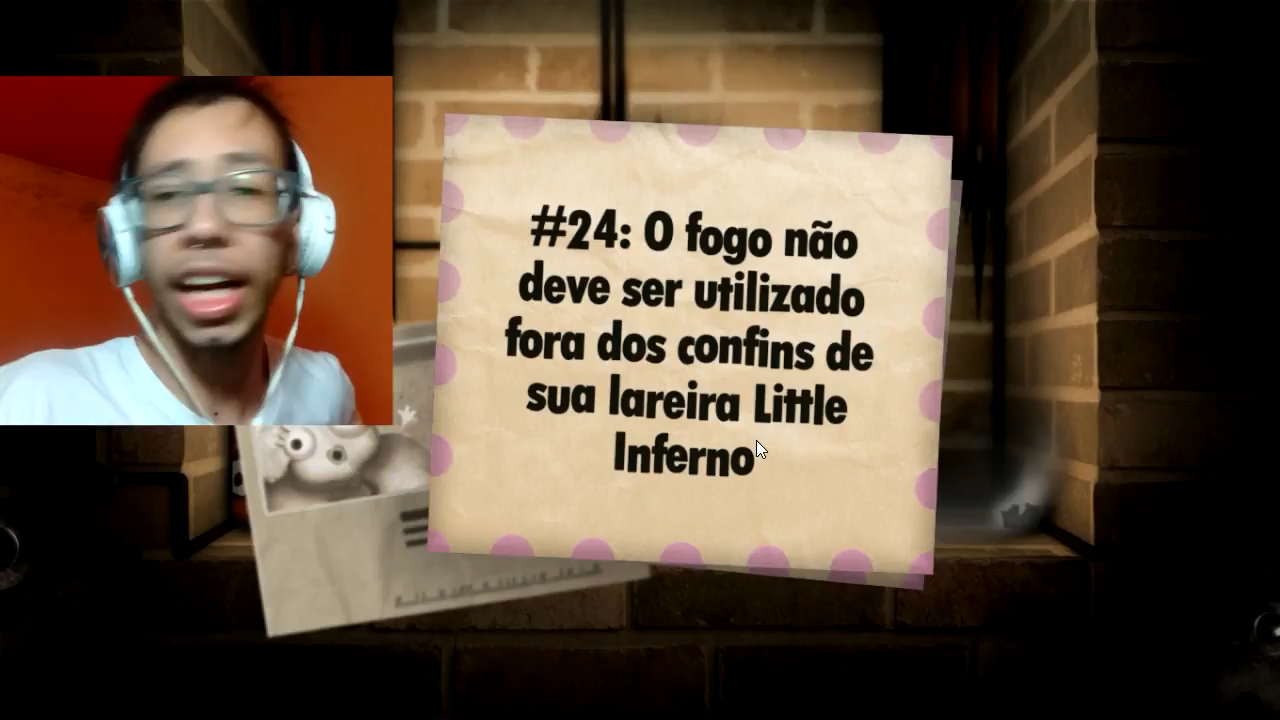 #24: O fogo não
deve ser utilizado
fora dos confins de
sua lareira Little
Inferno